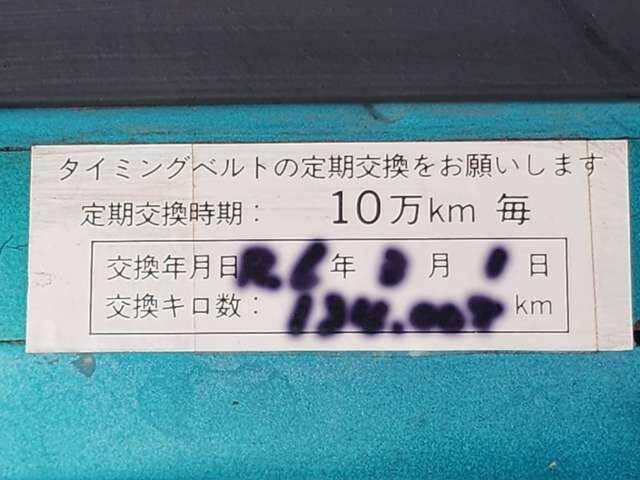 タイミングベルトの定期交換をお願いします
定期交換時期： 10万km 毎
交換年月日 R6年 月 日
交換キロ数： km